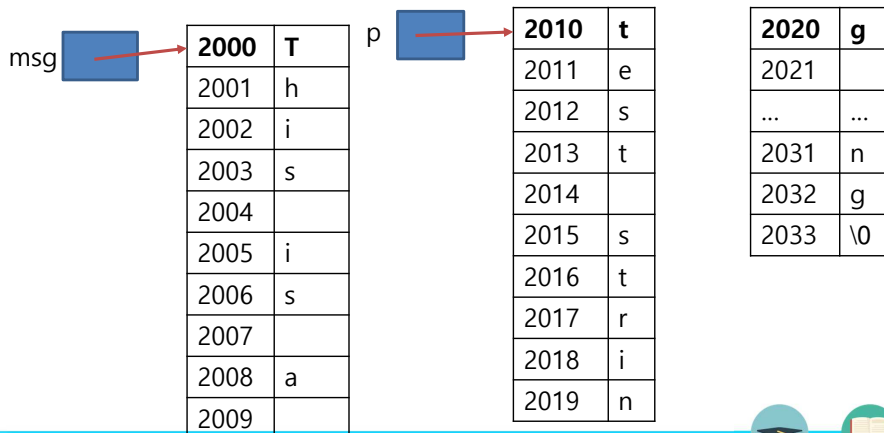 msg
2000 T
2001 h
2002 i
2003 s
2004
2005 i
2006 s
2007
2008 a
2009
p
2010 t
2011 e
2012 s
2013 t
2014
2015 s
2016 t
2017 r
2018 i
2019 n
2020 g
2021
... ...
2031 n
2032 g
2033 \0